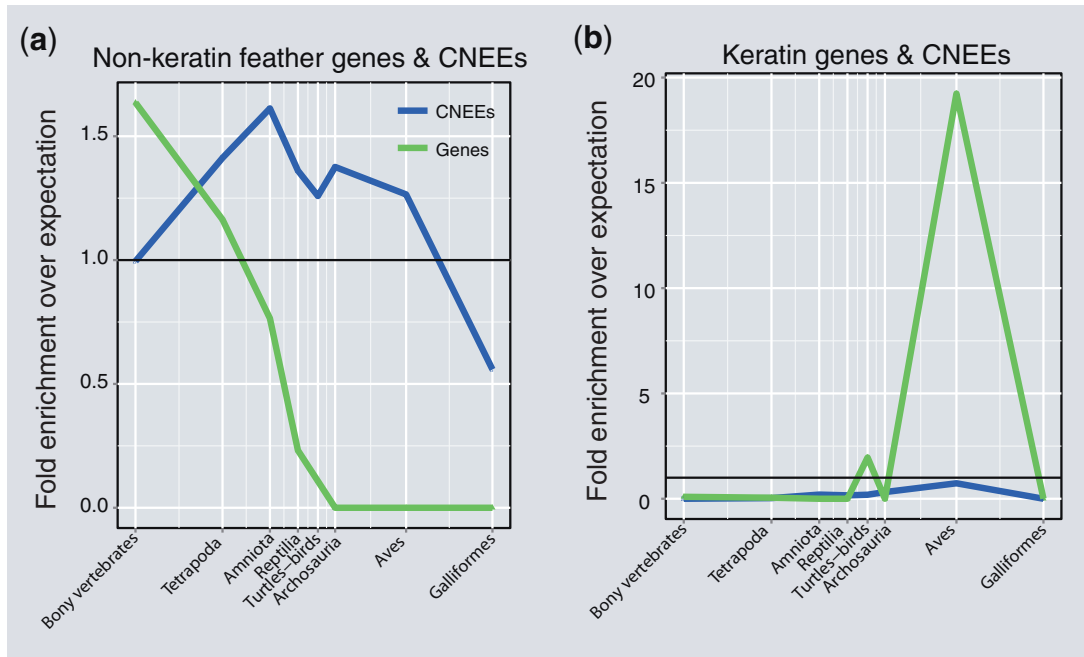 (a)
Non-keratin feather genes & CNEEs
Fold enrichment over expectation
1.5
1.0
0.5
0.0
CNEEs
Genes
Bony vertebrates
Tetrapoda
Amniota
Reptilia
Turtles–birds
Archosauria
Aves
Galliformes
(b)
Keratin genes & CNEEs
Fold enrichment over expectation
20
15
10
5
0
Bony vertebrates
Tetrapoda
Amniota
Reptilia
Turtles–birds
Archosauria
Aves
Galliformes